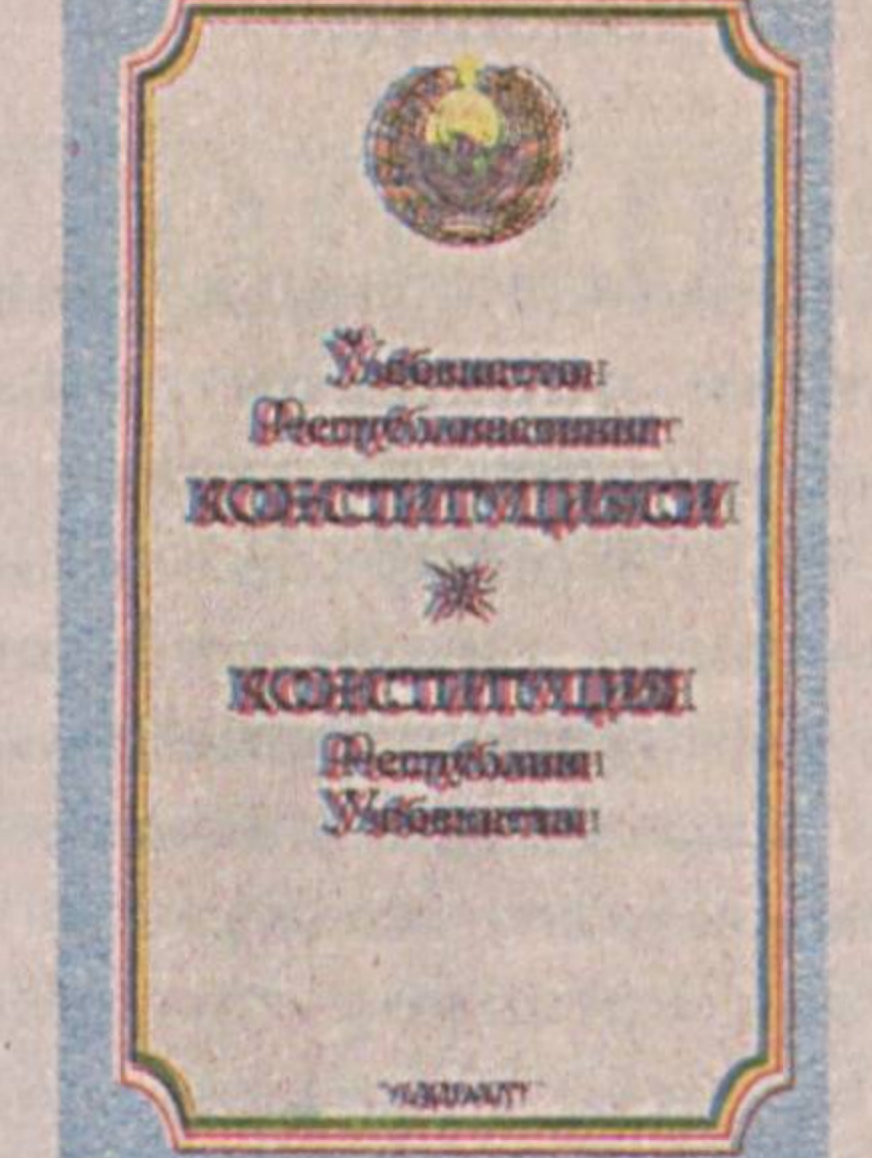 Ўзбекистон
Республикасининг
КОНСТИТУЦИЯСИ
КОНСТИТУЦИЯ
Республики
Узбекистан